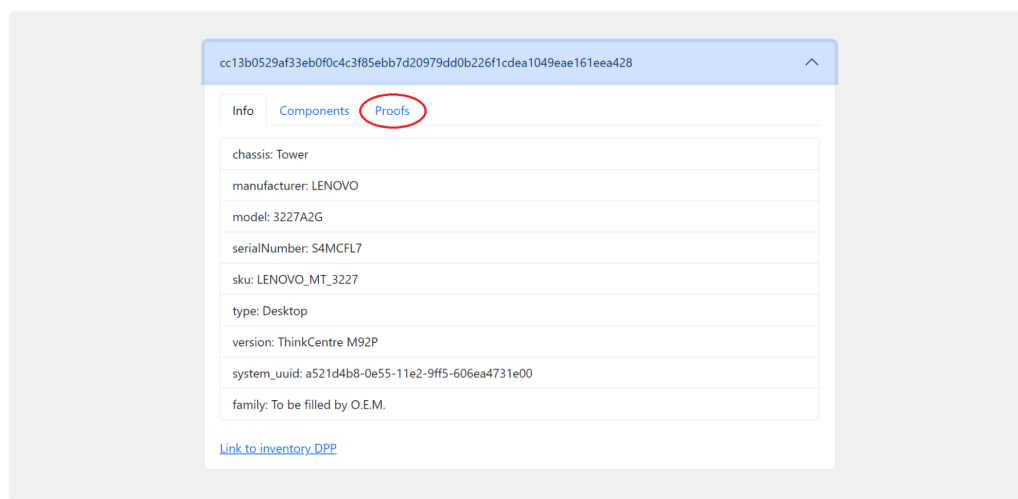 cc13b0529af33eb0f0c4c3f85ebb7d20979dd0b226f1cdea1049eae161eea428
Info Components Proofs
chassis: Tower
manufacturer: LENOVO
model: 3227A2G
serialNumber: S4MCFL7
sku: LENOVO_MT_3227
type: Desktop
version: ThinkCentre M92P
system_uuid: a521d4b8-0e55-11e2-9ff5-606ea4731e00
family: To be filled by O.E.M.
Link to inventory DPP